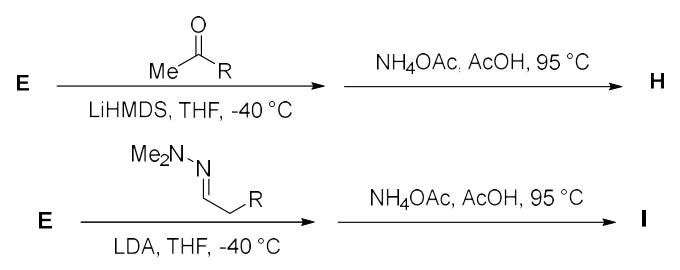 O
Me R
E NH₄OAc, AcOH, 95 °C H
LiHMDS, THF, -40 °C
Me₂N
N
R
E NH₄OAc, AcOH, 95 °C I
LDA, THF, -40 °C